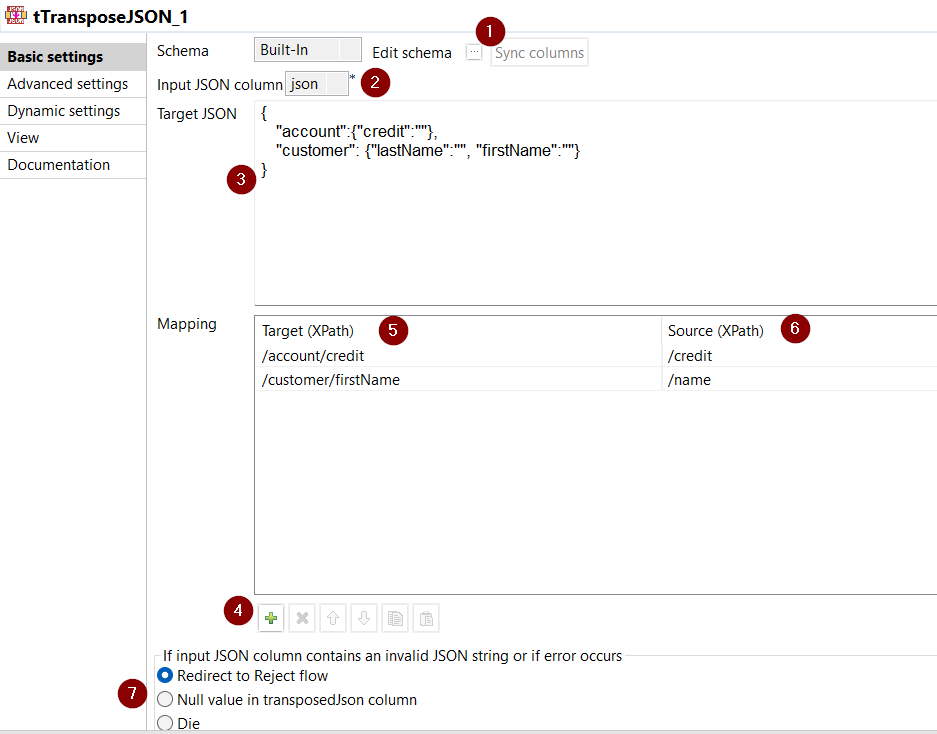 tTransposeJSON_1
1
Basic settings
Advanced settings
Dynamic settings
View
Documentation
Schema Built-In Edit schema ... Sync columns
Input JSON column json * 2
Target JSON
{
"account":{"credit":""},
"customer": {"lastName":"", "firstName":""}
}
3
Mapping
Target (XPath) 5 Source (XPath) 6
/account/credit /credit
/customer/firstName /name
4
If input JSON column contains an invalid JSON string or if error occurs
Redirect to Reject flow
7 Null value in transposedJson column
Die